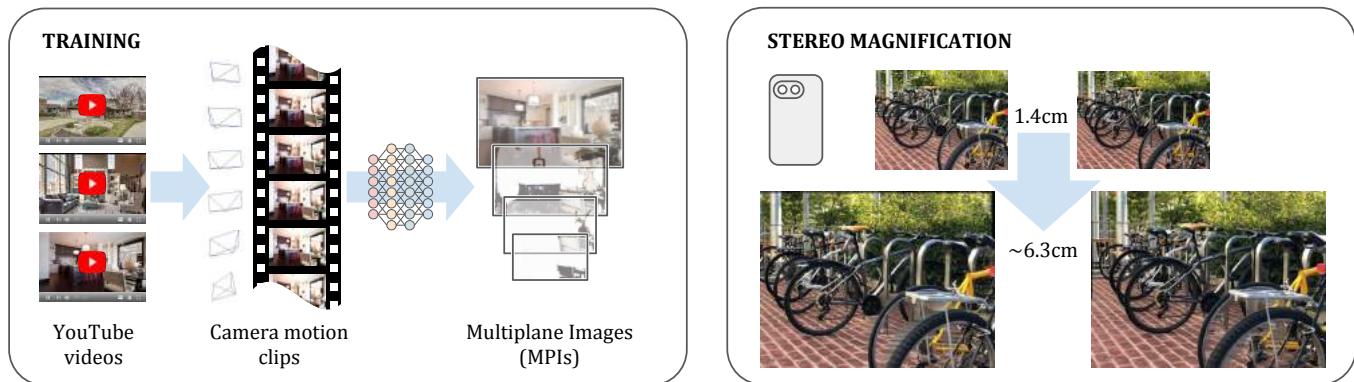 TRAINING
YouTube
videos
Camera motion
clips
Multiplane Images
(MPIs)
STEREO MAGNIFICATION
1.4cm
~6.3cm